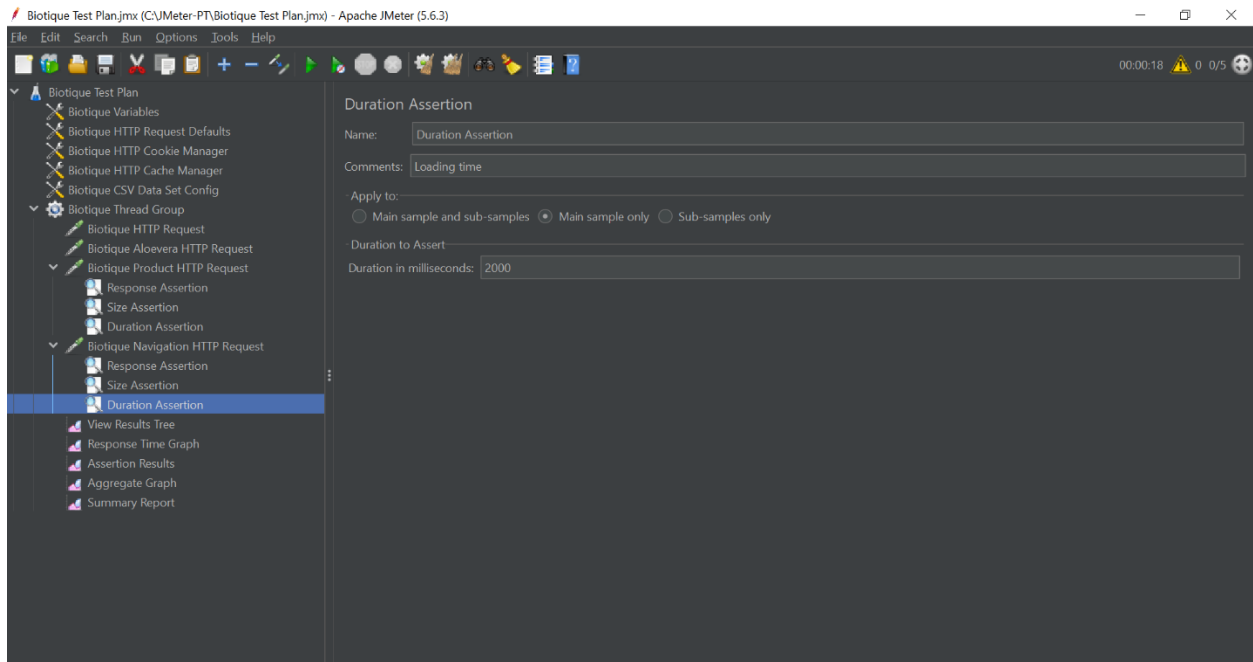 Biotique Test Plan.jmx (C:\JMeter-PT\Biotique Test Plan.jmx) - Apache JMeter (5.6.3)
File Edit Search Run Options Tools Help
00:00:18 0 0/5
Biotique Test Plan
Biotique Variables
Biotique HTTP Request Defaults
Biotique HTTP Cookie Manager
Biotique HTTP Cache Manager
Biotique CSV Data Set Config
Biotique Thread Group
Biotique HTTP Request
Biotique Aloevera HTTP Request
Biotique Product HTTP Request
Response Assertion
Size Assertion
Duration Assertion
Biotique Navigation HTTP Request
Response Assertion
Size Assertion
Duration Assertion
View Results Tree
Response Time Graph
Assertion Results
Aggregate Graph
Summary Report
Duration Assertion
Name: Duration Assertion
Comments: Loading time
Apply to:
Main sample and sub-samples Main sample only Sub-samples only
Duration to Assert
Duration in milliseconds: 2000